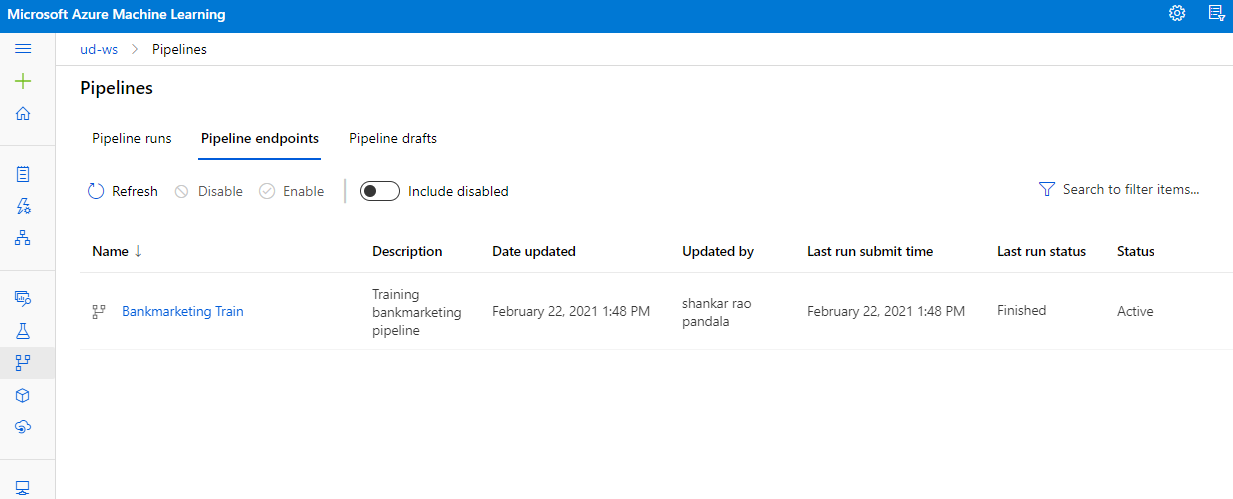 Microsoft Azure Machine Learning
ud-ws > Pipelines
Pipelines
Pipeline runs Pipeline endpoints Pipeline drafts
Refresh Disable Enable Include disabled Search to filter items...
Name ↓ Description Date updated Updated by Last run submit time Last run status Status
Bankmarketing Train
Training
bankmarketing
pipeline
February 22, 2021 1:48 PM
shankar rao
pandala
February 22, 2021 1:48 PM
Finished
Active